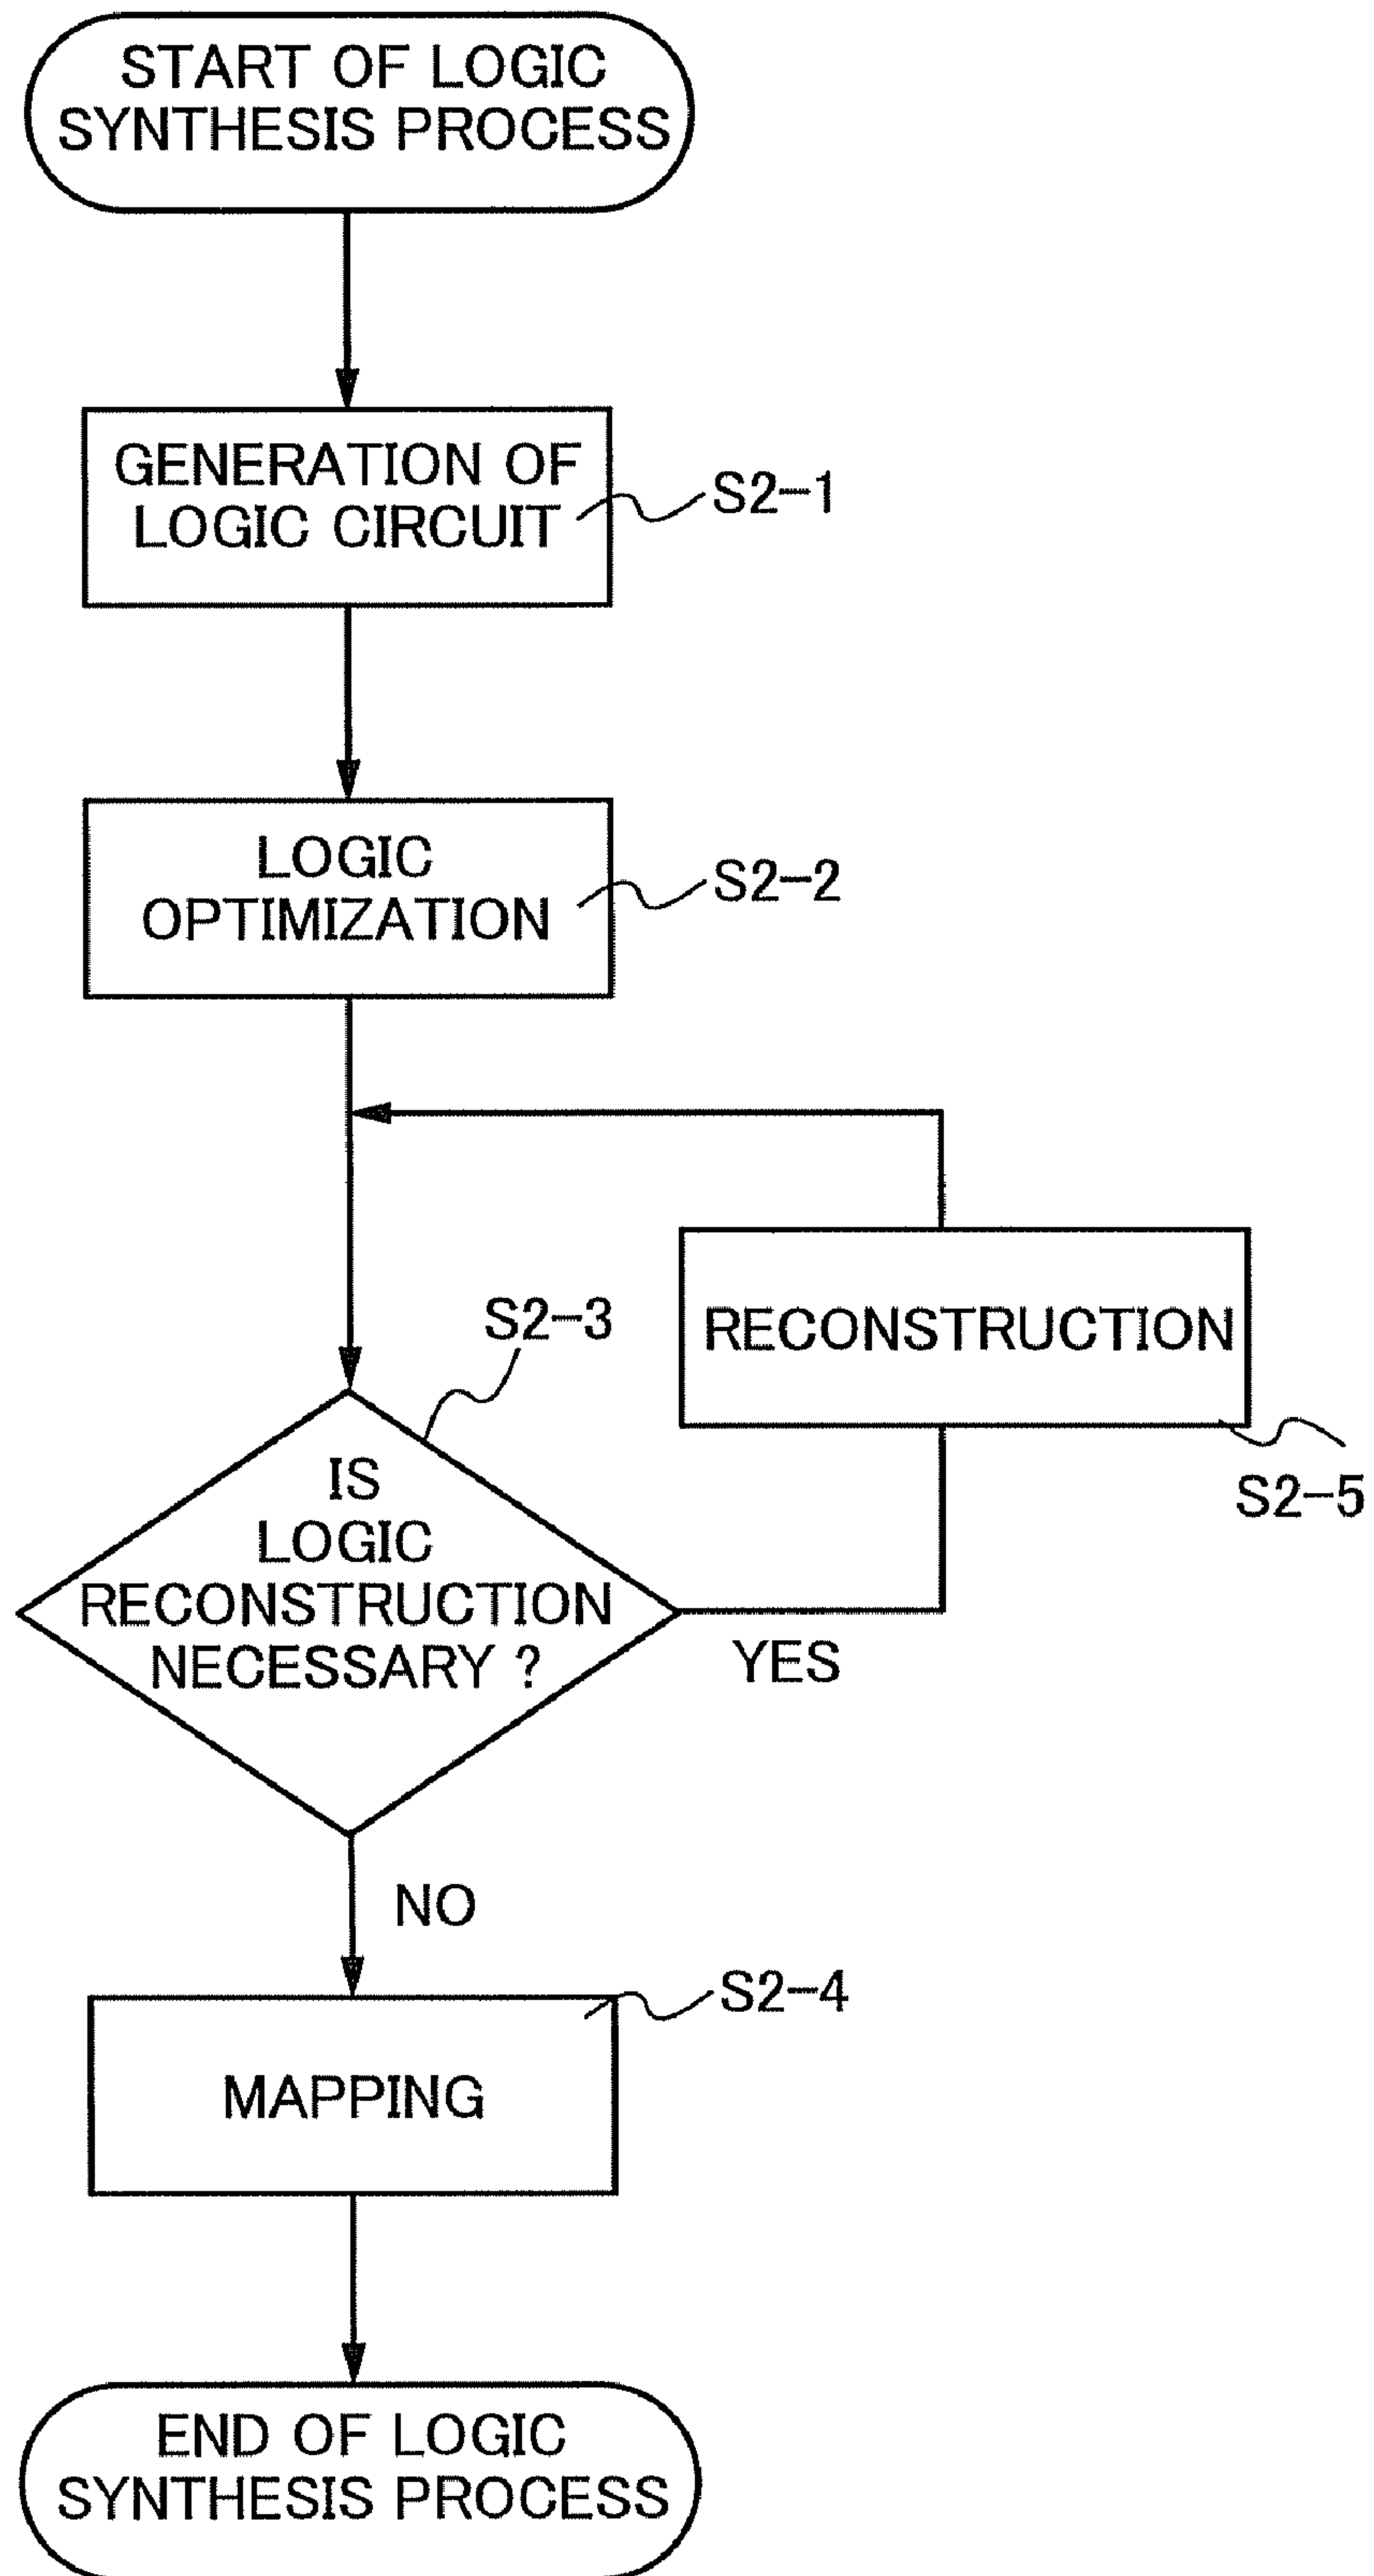 START OF LOGIC
SYNTHESIS PROCESS
GENERATION OF
LOGIC CIRCUIT
S2-1
LOGIC
OPTIMIZATION
S2-2
S2-3
RECONSTRUCTION
S2-5
IS
LOGIC
RECONSTRUCTION
NECESSARY ?
YES
NO
S2-4
MAPPING
END OF LOGIC
SYNTHESIS PROCESS